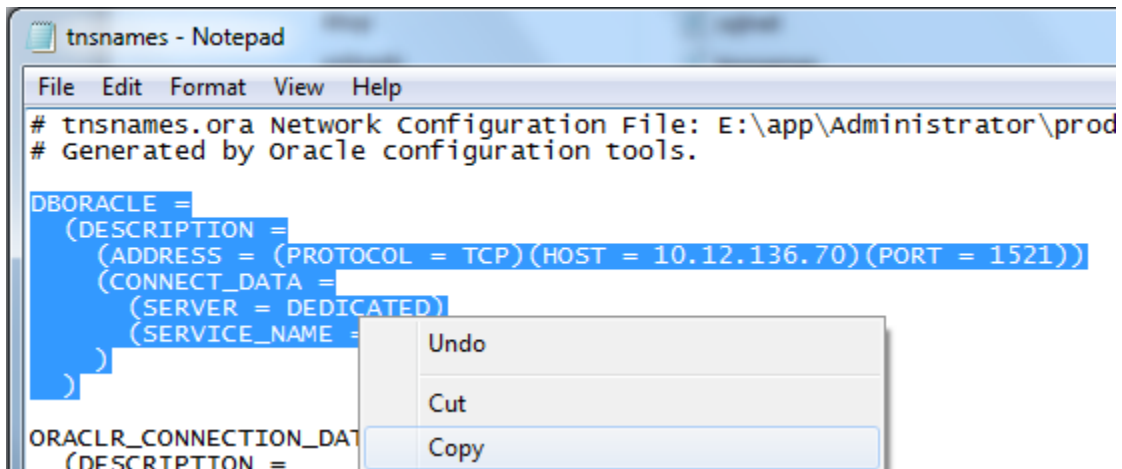 tnsnames - Notepad
File Edit Format View Help
# tnsnames.ora Network Configuration File: E:\app\Administrator\prod
# Generated by Oracle configuration tools.
DBORACLE =
(DESCRIPTION =
(ADDRESS = (PROTOCOL = TCP)(HOST = 10.12.136.70)(PORT = 1521))
(CONNECT_DATA =
(SERVER = DEDICATED)
(SERVICE_NAME =
)
)
Undo
Cut
Copy
ORACLR_CONNECTION_DAT
(DESCRIPTION =